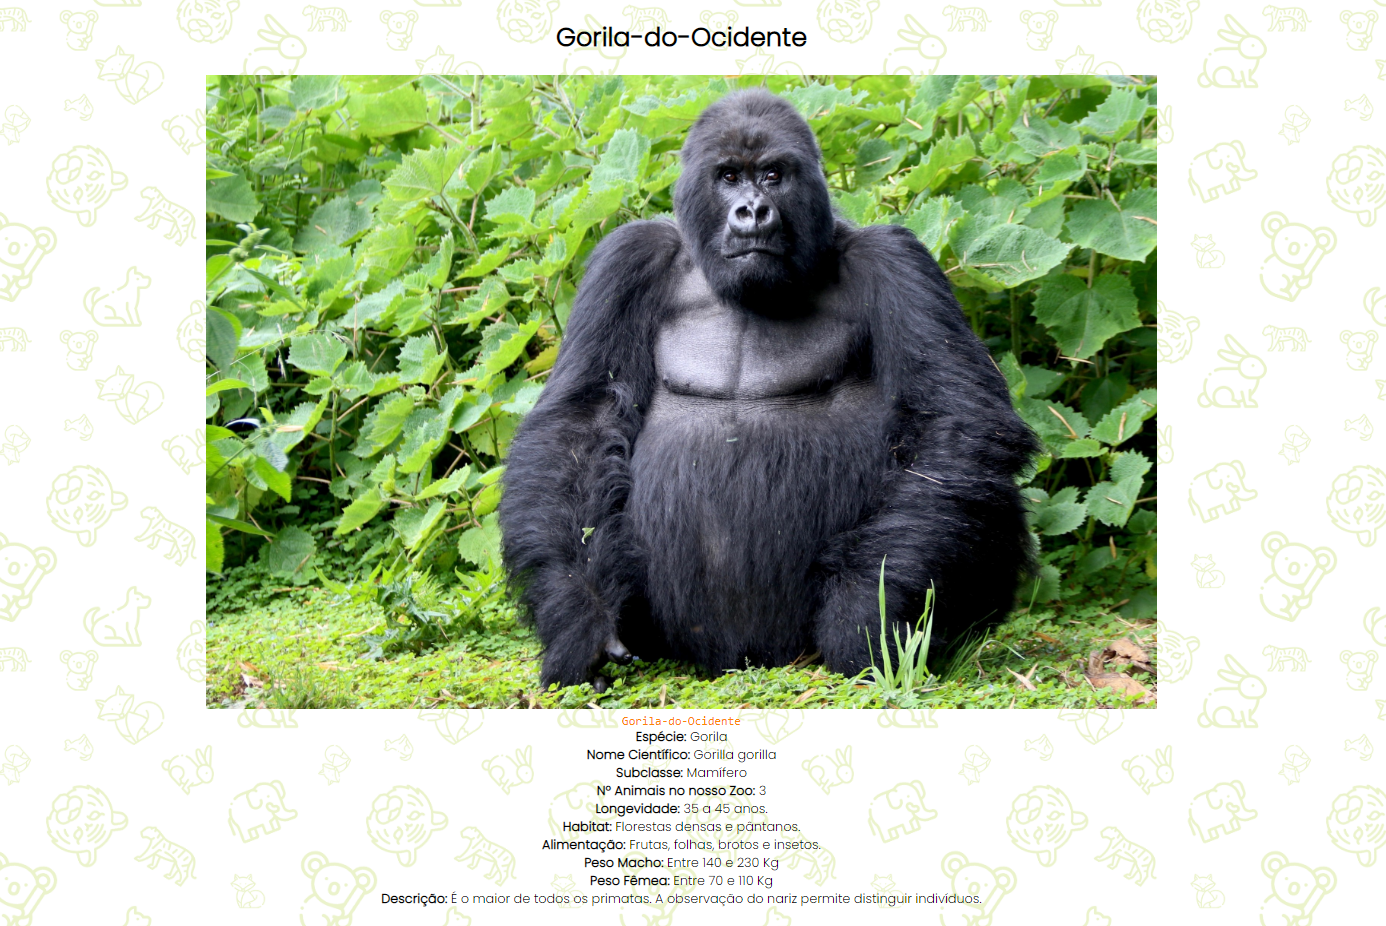 Gorila-do-Ocidente
Gorila-do-Ocidente
Espécie: Gorila
Nome Científico: Gorilla gorilla
Subclasse: Mamífero
Nº Animais no nosso Zoo: 3
Longevidade: 35 a 45 anos.
Habitat: Florestas densas e pântanos.
Alimentação: Frutas, folhas, brotos e insetos.
Peso Macho: Entre 140 e 230 Kg
Peso Fêmea: Entre 70 e 110 Kg
Descrição: É o maior de todos os primatas. A observação do nariz permite distinguir indivíduos.